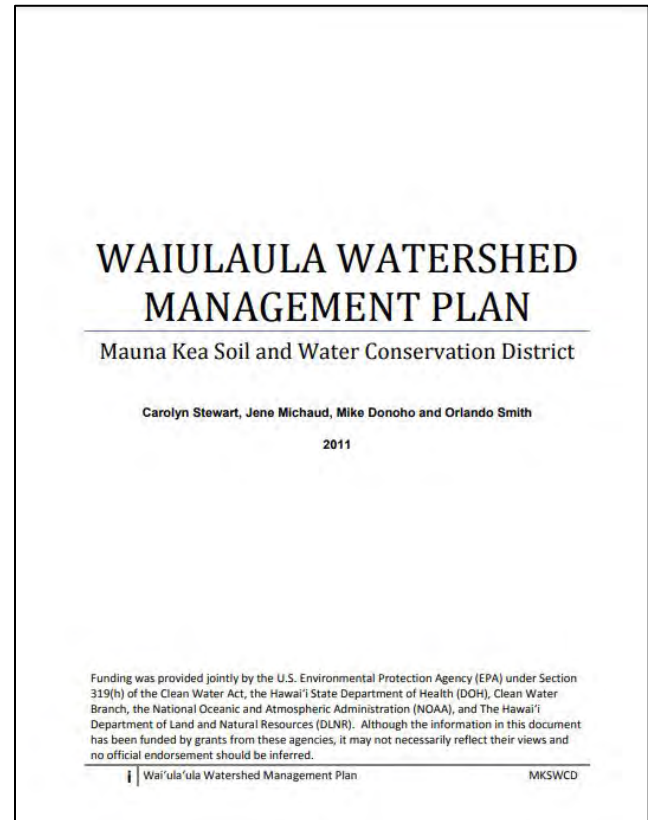 WAIULAULA WATERSHED
MANAGEMENT PLAN
Mauna Kea Soil and Water Conservation District
Carolyn Stewart, Jene Michaud, Mike Donoho and Orlando Smith
2011
Funding was provided jointly by the U.S. Environmental Protection Agency (EPA) under Section
319(h) of the Clean Water Act, the Hawai‘i State Department of Health (DOH), Clean Water
Branch, the National Oceanic and Atmospheric Administration (NOAA), and The Hawai‘i
Department of Land and Natural Resources (DLNR).  Although the information in this document
has been funded by grants from these agencies, it may not necessarily reflect their views and
no official endorsement should be inferred.
i | Wai‘ula‘ula Watershed Management Plan MKSWCD